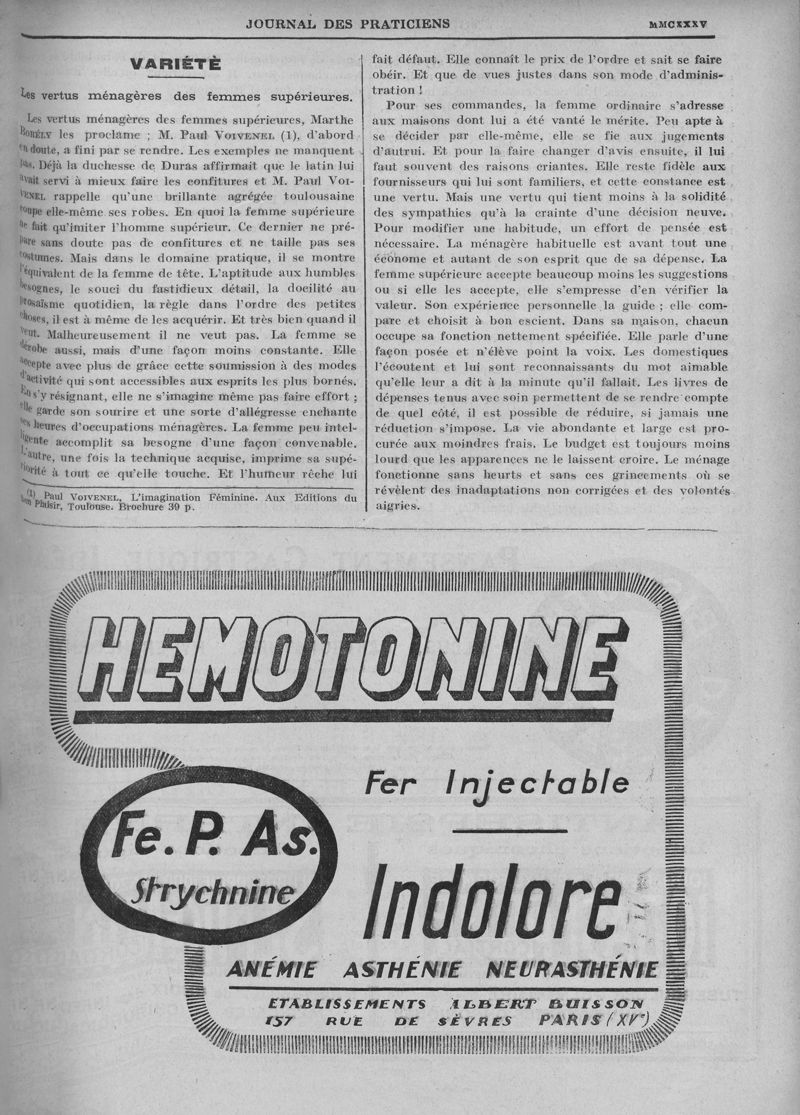 JOURNAL DES PRATICIENS
MMCXXXV
VARIÉTÉ
Les vertus ménagères des femmes supérieures.
Les vertus ménagères des femmes supérieures, Marthe
BORÉLY les proclame ; M. Paul VOIVENEL (1), d'abord
en doute, a fini par se rendre. Les exemples ne manquent
pas. Déjà la duchesse de Duras affirmait que le latin lui
avait servi à mieux faire les confitures et M. Paul VOI-
VENEL rappelle qu'une brillante agrégée toulousaine
coupe elle-même ses robes. En quoi la femme supérieure
ne fait qu'imiter l'homme supérieur. Ce dernier ne pré-
pare sans doute pas de confitures et ne taille pas ses
costumes. Mais dans le domaine pratique, il se montre
l'équivalent de la femme de tête. L'aptitude aux humbles
besognes, le souci du fastidieux détail, la docilité au
prosaïsme quotidien, la règle dans l'ordre des petites
choses, il est à même de les acquérir. Et très bien quand il
veut. Malheureusement il ne veut pas. La femme se
dérobe aussi, mais d'une façon moins constante. Elle
accepte avec plus de grâce cette soumission à des modes
d'activité qui sont accessibles aux esprits les plus bornés.
En s'y résignant, elle ne s'imagine même pas faire effort ;
elle garde son sourire et une sorte d'allégresse enchante
ses heures d'occupations ménagères. La femme peu intel-
ligente accomplit sa besogne d'une façon convenable.
L'autre, une fois la technique acquise, imprime sa supé-
riorité à tout ce qu'elle touche. Et l'humeur rêche lui
(1) Paul VOIVENEL, L'imagination Féminine. Aux Editions du
Bon Plaisir, Toulouse. Brochure 39 p.
fait défaut. Elle connaît le prix de l'ordre et sait se faire
obéir. Et que de vues justes dans son mode d'adminis-
tration !
Pour ses commandes, la femme ordinaire s'adresse
aux maisons dont lui a été vanté le mérite. Peu apte à
se décider par elle-même, elle se fie aux jugements
d'autrui. Et pour la faire changer d'avis ensuite, il lui
faut souvent des raisons criantes. Elle reste fidèle aux
fournisseurs qui lui sont familiers, et cette constance est
une vertu. Mais une vertu qui tient moins à la solidité
des sympathies qu'à la crainte d'une décision neuve.
Pour modifier une habitude, un effort de pensée est
nécessaire. La ménagère habituelle est avant tout une
économe et autant de son esprit que de sa dépense. La
femme supérieure accepte beaucoup moins les suggestions
ou si elle les accepte, elle s'empresse d'en vérifier la
valeur. Son expérience personnelle la guide ; elle com-
pare et choisit à bon escient. Dans sa maison, chacun
occupe sa fonction nettement spécifiée. Elle parle d'une
façon posée et n'élève point la voix. Les domestiques
l'écoutent et lui sont reconnaissants du mot aimable
qu'elle leur a dit à la minute qu'il fallait. Les livres de
dépenses tenus avec soin permettent de se rendre compte
de quel côté, il est possible de réduire, si jamais une
réduction s'impose. La vie abondante et large est pro-
curée aux moindres frais. Le budget est toujours moins
lourd que les apparences ne le laissent croire. Le ménage
fonctionne sans heurts et sans ces grincements où se
révèlent des inadaptations non corrigées et des volontés
aigries.
HEMOTONINE
Fer Injectable
Fe. P. As.
Strychnine
Indolore
ANÉMIE ASTHÉNIE NEURASTHÉNIE
ETABLISSEMENTS ALBERT BUISSON
157 RUE DE SÈVRES PARIS (XVe)